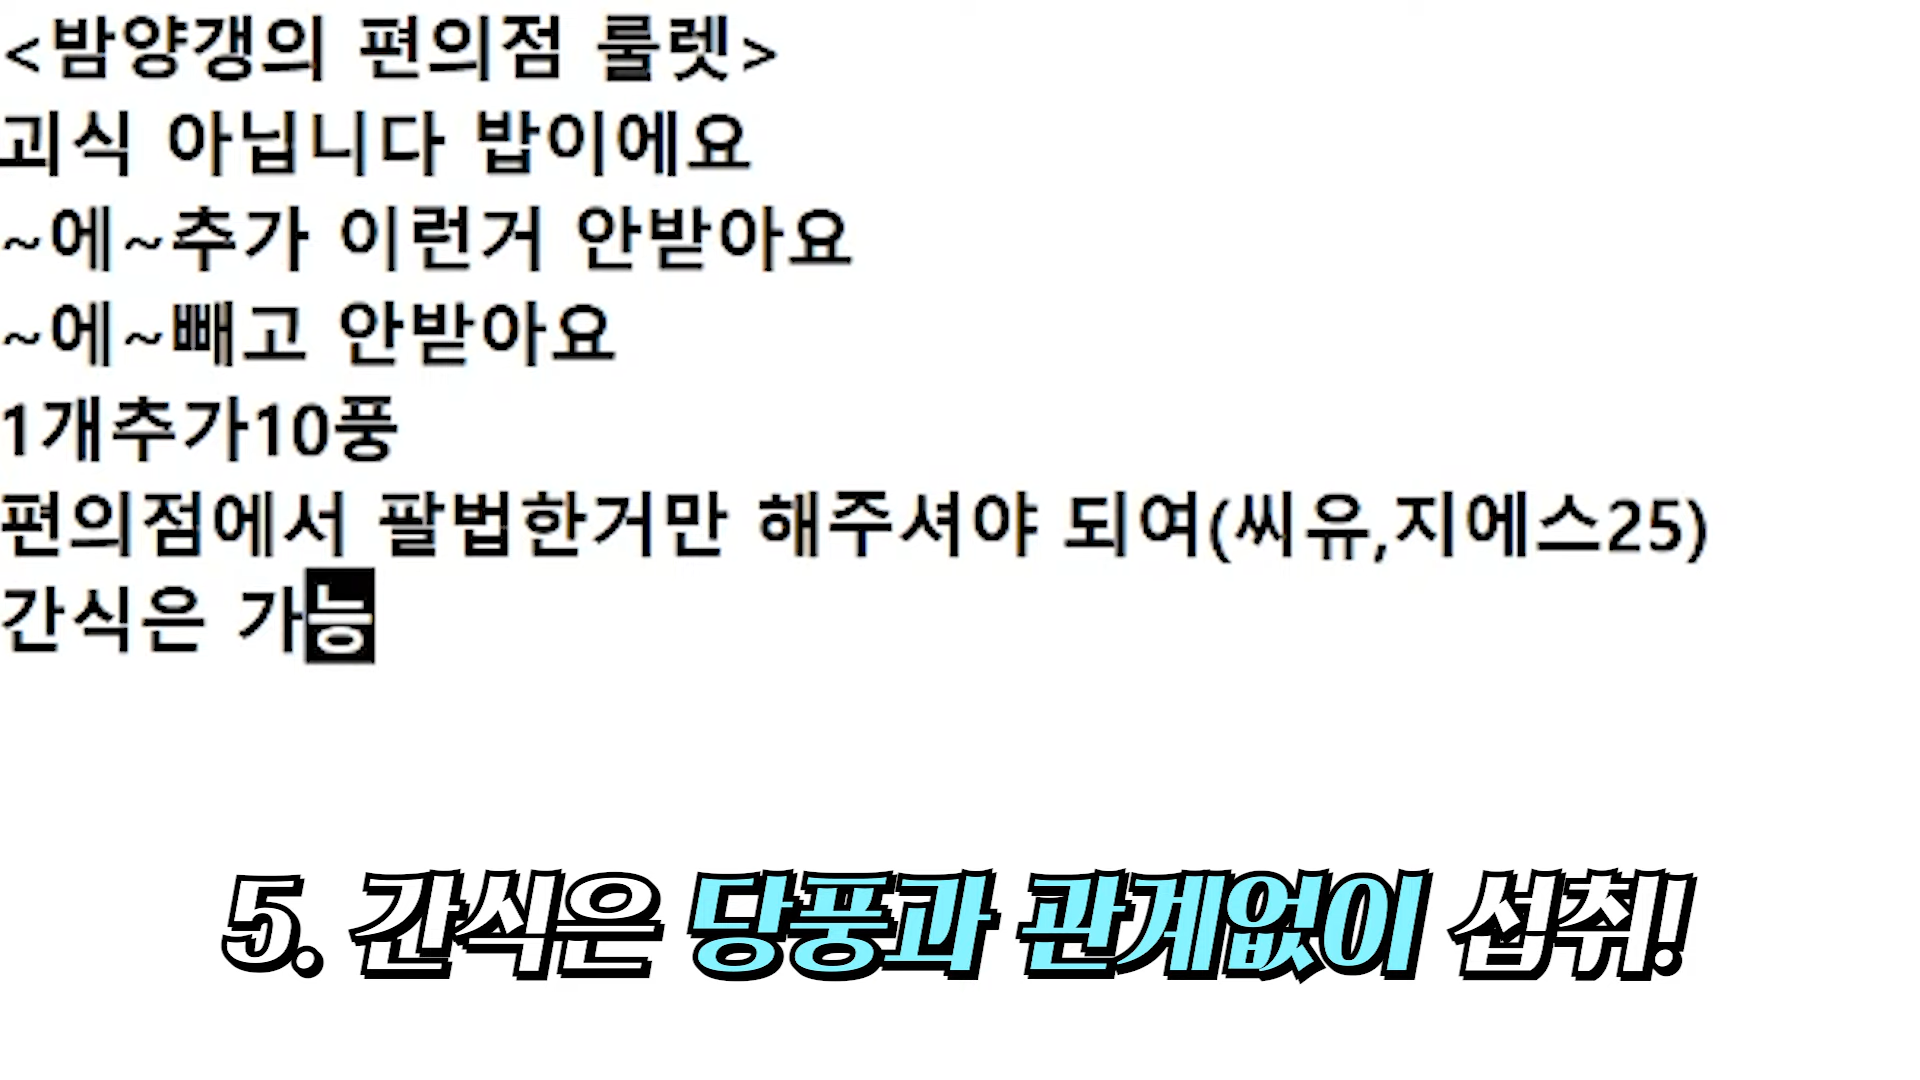 <밤양갱의 편의점 룰렛>
괴식 아닙니다 밥이에요
~에~추가 이런거 안받아요
~에~빼고 안받아요
1개추가10풍
편의점에서 팔법한거만 해주셔야 되여(씨유,지에스25)
간식은 가능
5. 간식은 당풍과 관계없이 섭취!